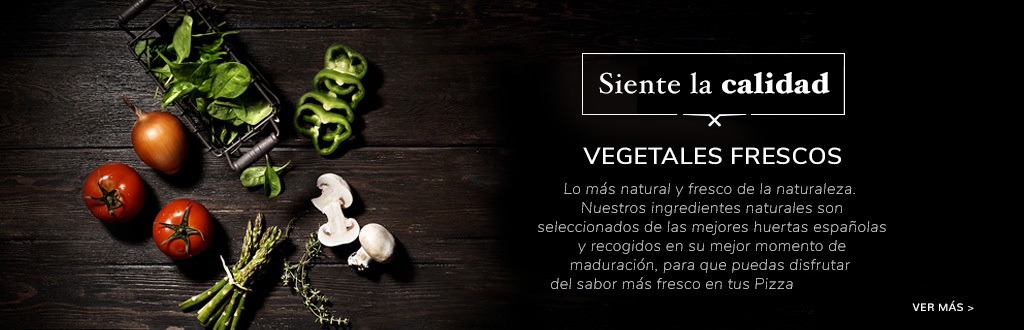 Siente la calidad
VEGETALES FRESCOS
Lo más natural y fresco de la naturaleza.
Nuestros ingredientes naturales son
seleccionados de las mejores huertas españolas
y recogidos en su mejor momento de
maduración, para que puedas disfrutar
del sabor más fresco en tus Pizza
VER MÁS >